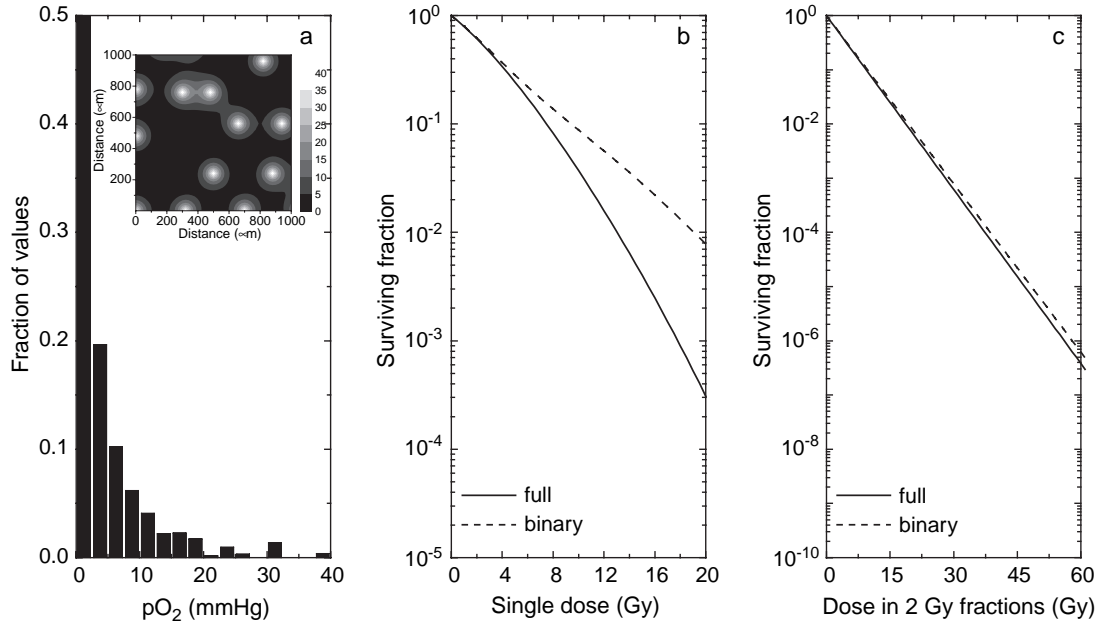 a
0.5
0.4
0.3
0.2
0.1
0.0
Fraction of values
0 10 20 30 40
pO2 (mmHg)
1000
800
600
400
200
Distance (∝m)
0 200 400 600 800 1000
Distance (∝m)
40
35
30
25
20
15
10
5
0
b
10^0
10^-1
10^-2
10^-3
10^-4
10^-5
Surviving fraction
full
binary
0 4 8 12 16 20
Single dose (Gy)
c
10^0
10^-2
10^-4
10^-6
10^-8
10^-10
Surviving fraction
full
binary
0 15 30 45 60
Dose in 2 Gy fractions (Gy)